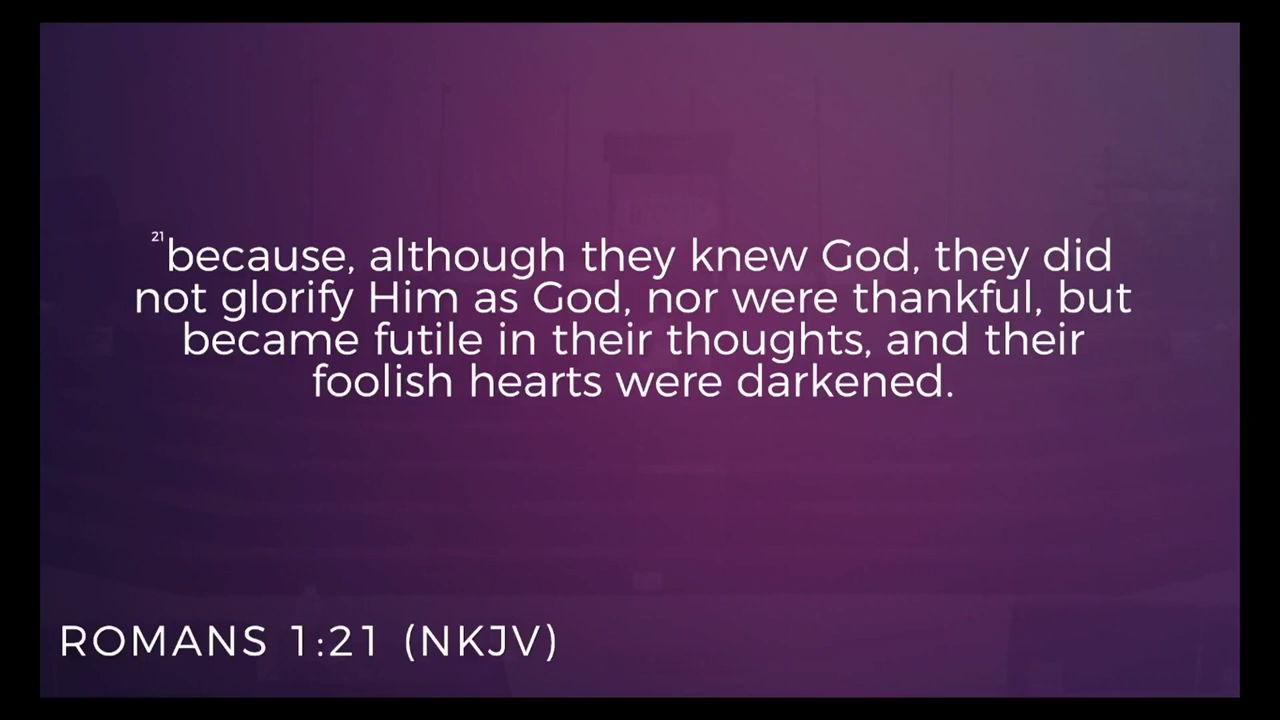 21because, although they knew God, they did
not glorify Him as God, nor were thankful, but
became futile in their thoughts, and their
foolish hearts were darkened.
ROMANS 1:21 (NKJV)